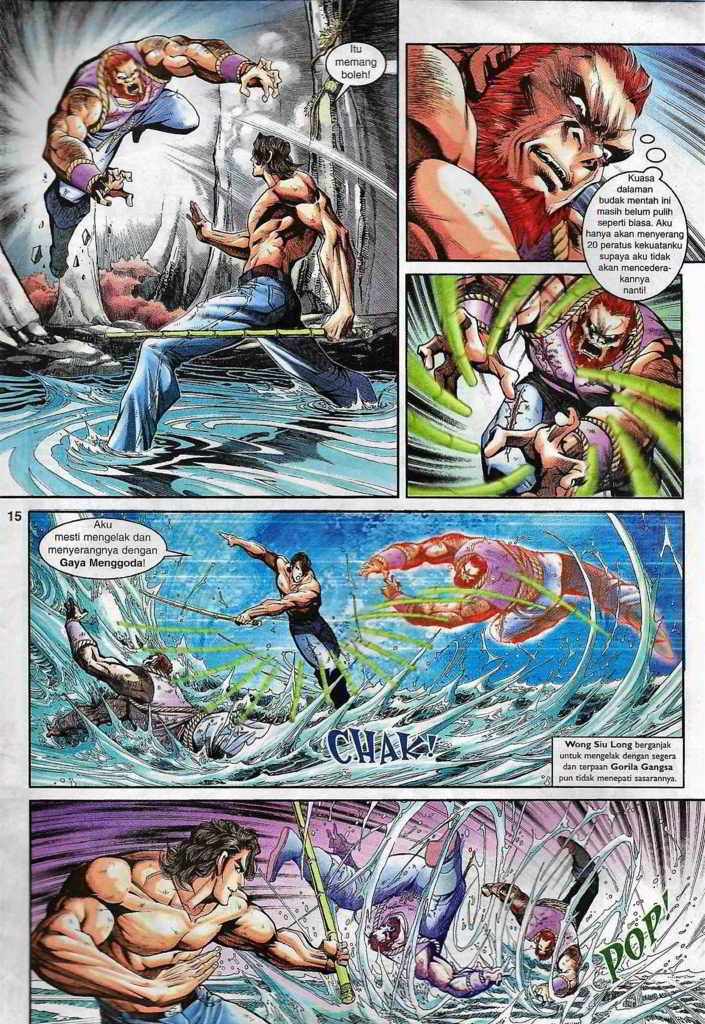 Itu
memang
boleh!
Kuasa
dalaman
budak mentah ini
masih belum pulih
seperti biasa. Aku
hanya akan menyerang
20 peratus kekuatanku
supaya aku tidak
akan mencedera-
kannya
nanti!
15
Aku
mesti mengelak dan
menyerangnya dengan
Gaya Menggoda!
CHAK!
Wong Siu Long berganjak
untuk mengelak dengan segera
dan terpaan Gorila Gangsa
pun tidak menepati sasarannya.
POP!